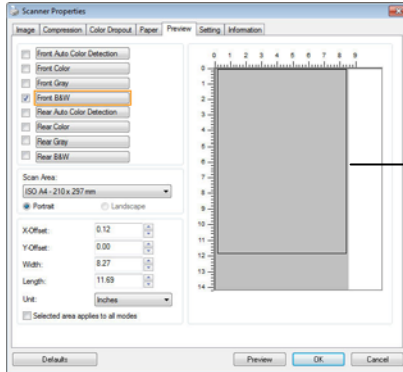 Scanner Properties
Image Compression Color Dropout Paper Preview Setting Information
Front Auto Color Detection
Front Color
Front Gray
Front B&W
Rear Auto Color Detection
Rear Color
Rear Gray
Rear B&W
Scan Area:
ISO A4 - 210 x 297 mm
Portrait Landscape
X-Offset: 0.12
Y-Offset: 0.00
Width: 8.27
Length: 11.69
Unit: Inches
Selected area applies to all modes
0 1 2 3 4 5 6 7 8 9
0
1
2
3
4
5
6
7
8
9
10
11
12
13
14
Defaults Preview OK Cancel